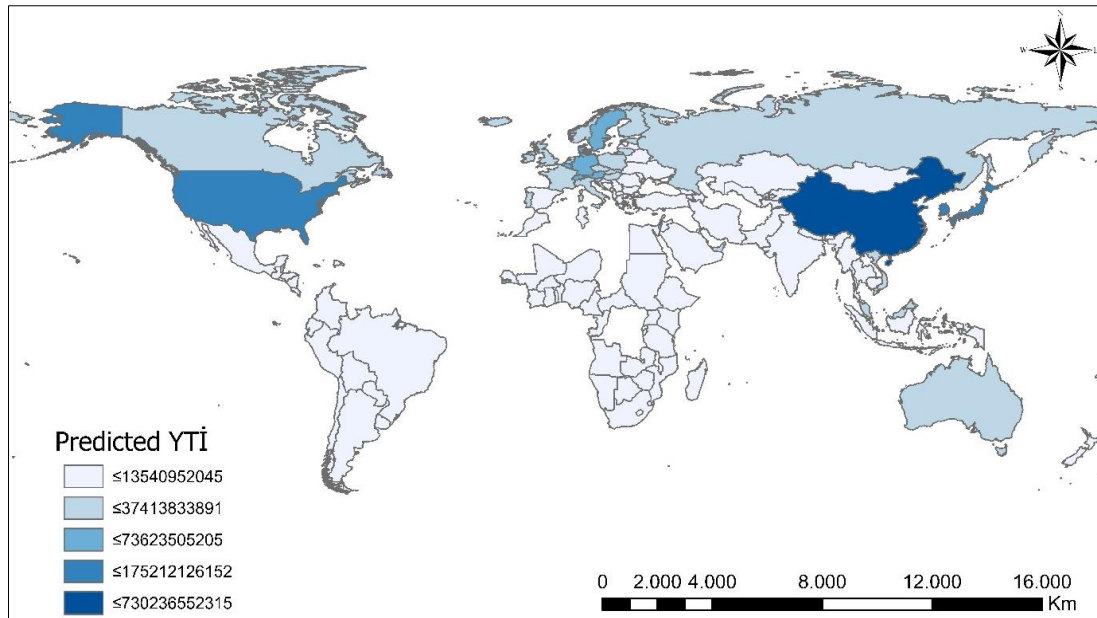 N
W
S
Predicted YTİ
≤13540952045
≤37413833891
≤73623505205
≤175212126152
≤730236552315
0 2.000 4.000 8.000 12.000 16.000
Km